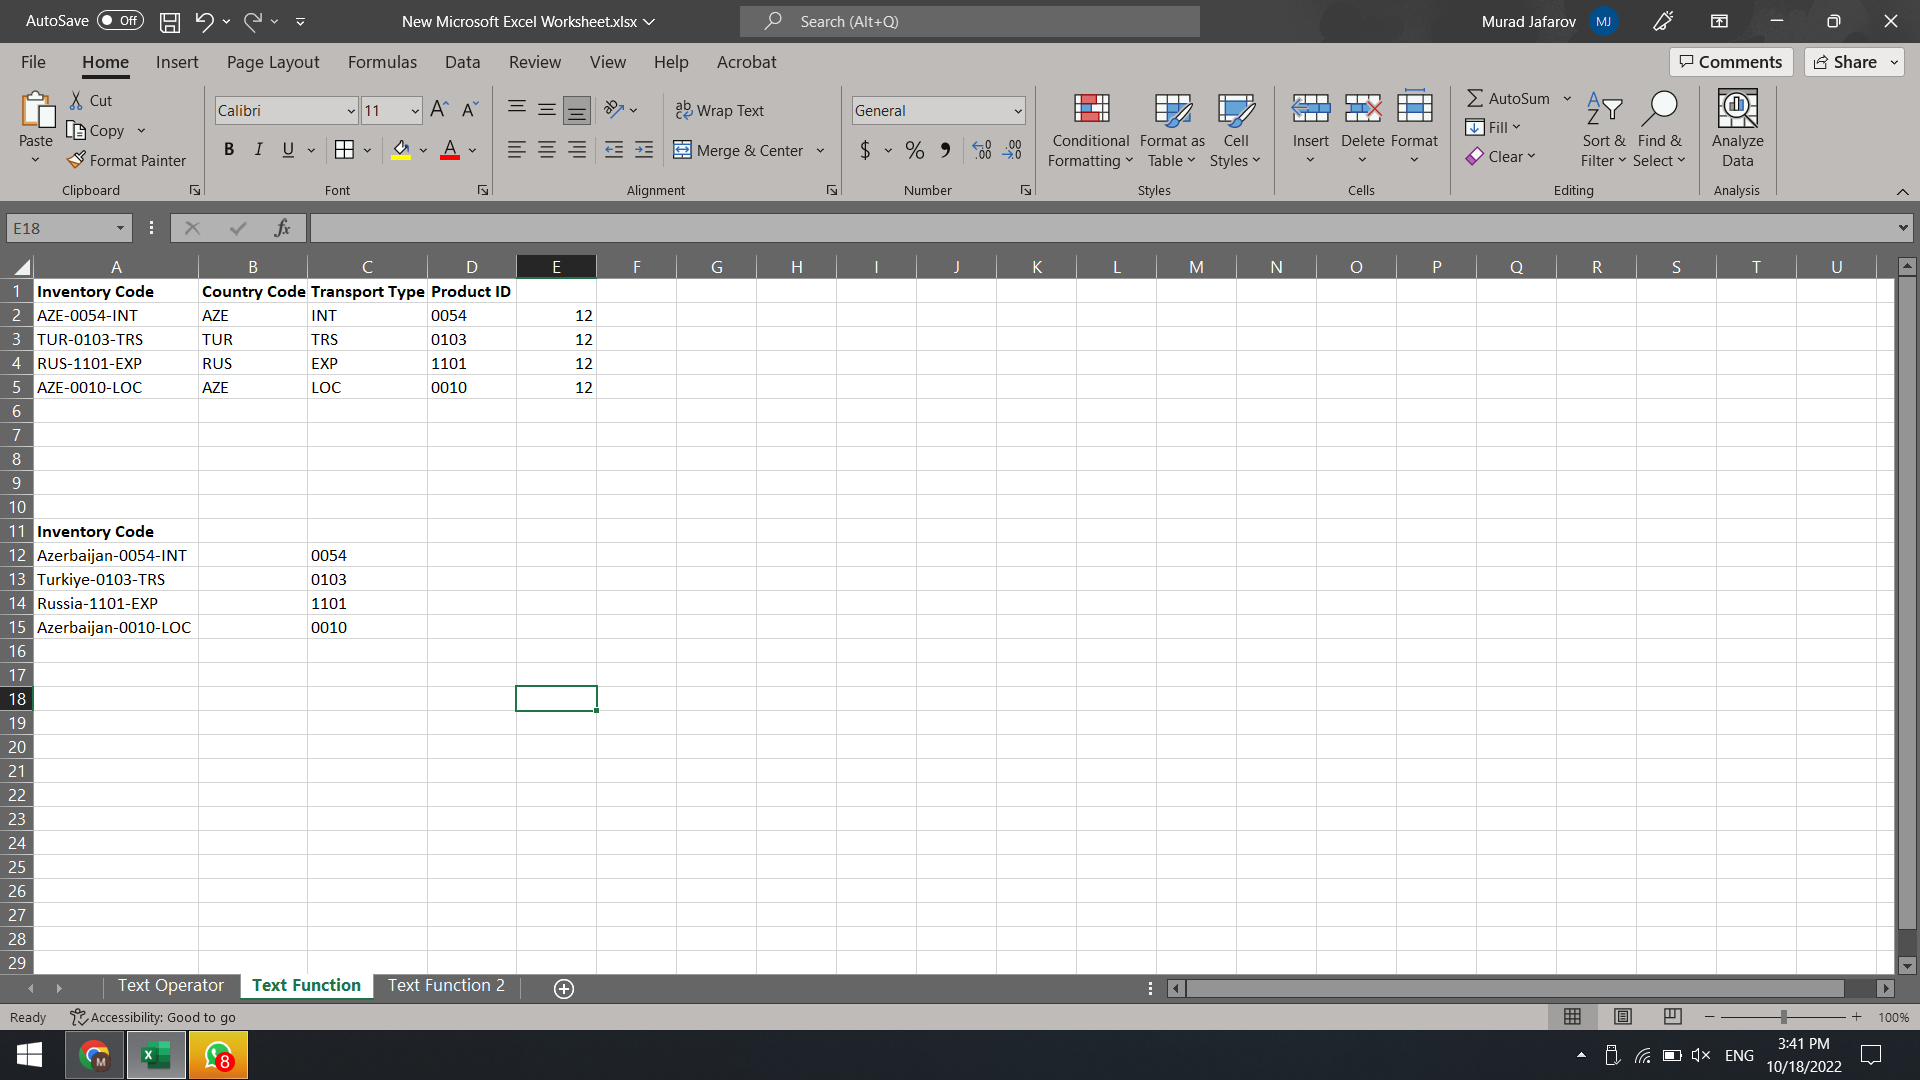 AutoSave Off New Microsoft Excel Worksheet.xlsx Search (Alt+Q) Murad Jafarov MJ
File Home Insert Page Layout Formulas Data Review View Help Acrobat Comments Share
Paste Cut Copy Format Painter Clipboard
Calibri 11 B I U A Font
Wrap Text Merge & Center Alignment
General $ % Number
Conditional Formatting Format as Table Cell Styles Styles
Insert Delete Format Cells
AutoSum Fill Clear Sort & Filter Find & Select Editing
Analyze Data Analysis
E18 fx
A B C D E F G H I J K L M N O P Q R S T U
1 Inventory Code Country Code Transport Type Product ID
2 AZE-0054-INT AZE INT 0054 12
3 TUR-0103-TRS TUR TRS 0103 12
4 RUS-1101-EXP RUS EXP 1101 12
5 AZE-0010-LOC AZE LOC 0010 12
6
7
8
9
10
11 Inventory Code
12 Azerbaijan-0054-INT 0054
13 Turkiye-0103-TRS 0103
14 Russia-1101-EXP 1101
15 Azerbaijan-0010-LOC 0010
16
17
18
19
20
21
22
23
24
25
26
27
28
29
Text Operator Text Function Text Function 2
Ready Accessibility: Good to go 100%
M 8 ENG 3:41 PM
10/18/2022